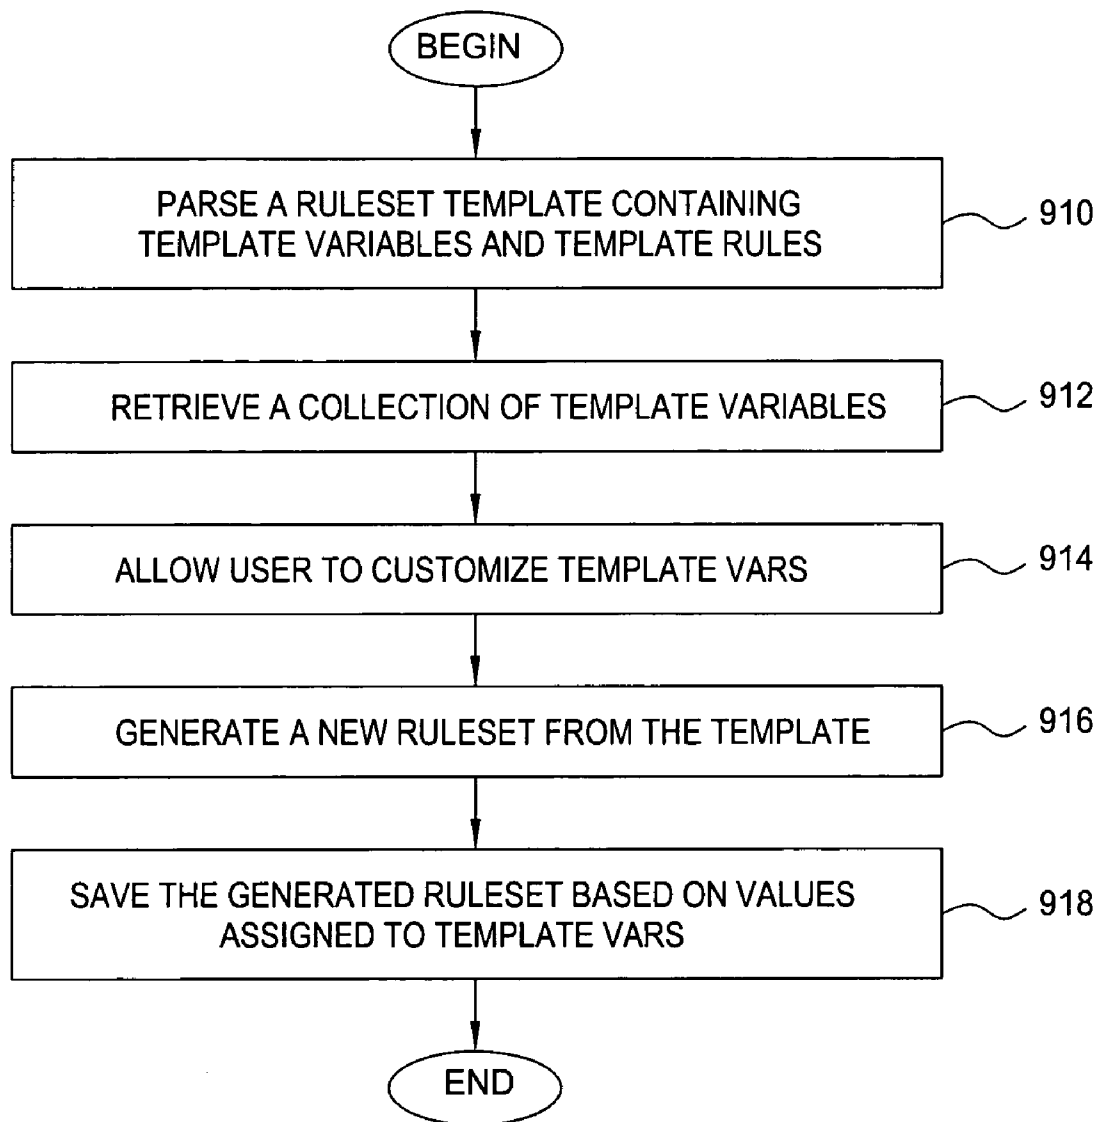 BEGIN
PARSE A RULESET TEMPLATE CONTAINING
TEMPLATE VARIABLES AND TEMPLATE RULES
910
RETRIEVE A COLLECTION OF TEMPLATE VARIABLES
912
ALLOW USER TO CUSTOMIZE TEMPLATE VARS
914
GENERATE A NEW RULESET FROM THE TEMPLATE
916
SAVE THE GENERATED RULESET BASED ON VALUES
ASSIGNED TO TEMPLATE VARS
918
END